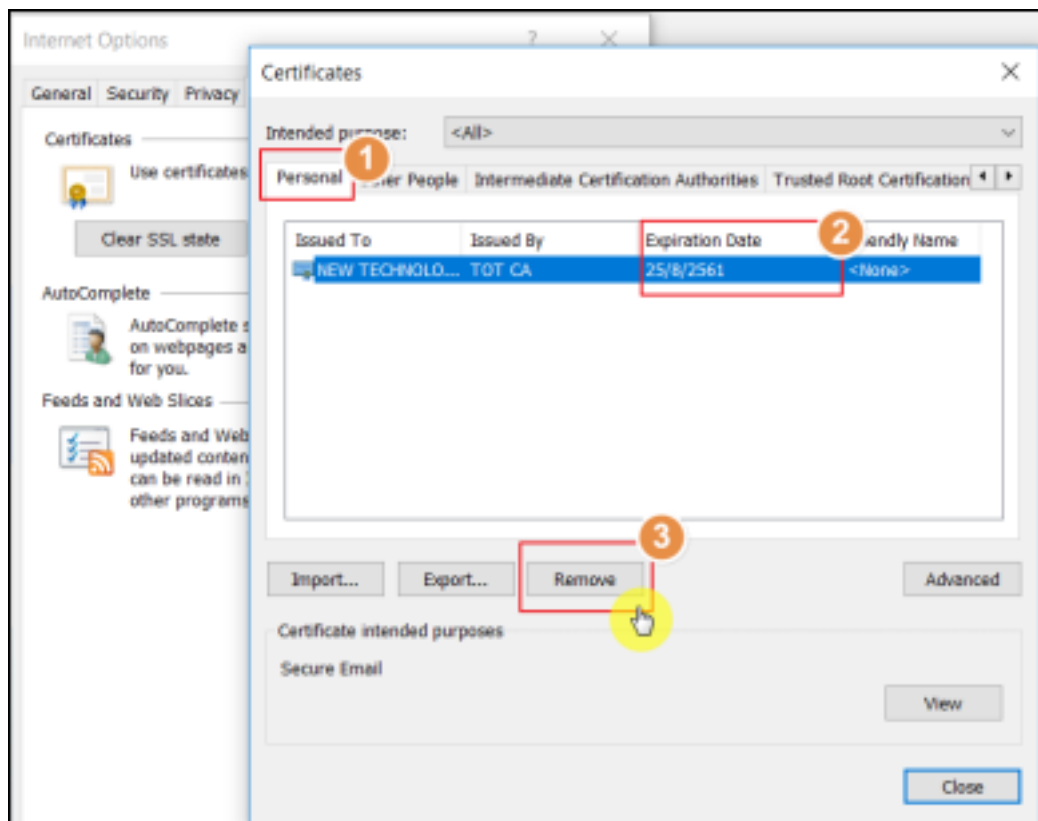 Internet Options ?
General Security Privacy
Certificates
Use certificates
Clear SSL state
AutoComplete
AutoComplete s
on webpages a
for you.
Feeds and Web Slices
Feeds and Web
updated conten
can be read in
other programs
Certificates
Intended purpose: <All>
1
Personal People Intermediate Certification Authorities Trusted Root Certification
2
Issued To Issued By Expiration Date Name
NEW TECHNOLO... TOT CA 25/8/2561 <None>
3
Import... Export... Remove Advanced
Certificate intended purposes
Secure Email
View
Close